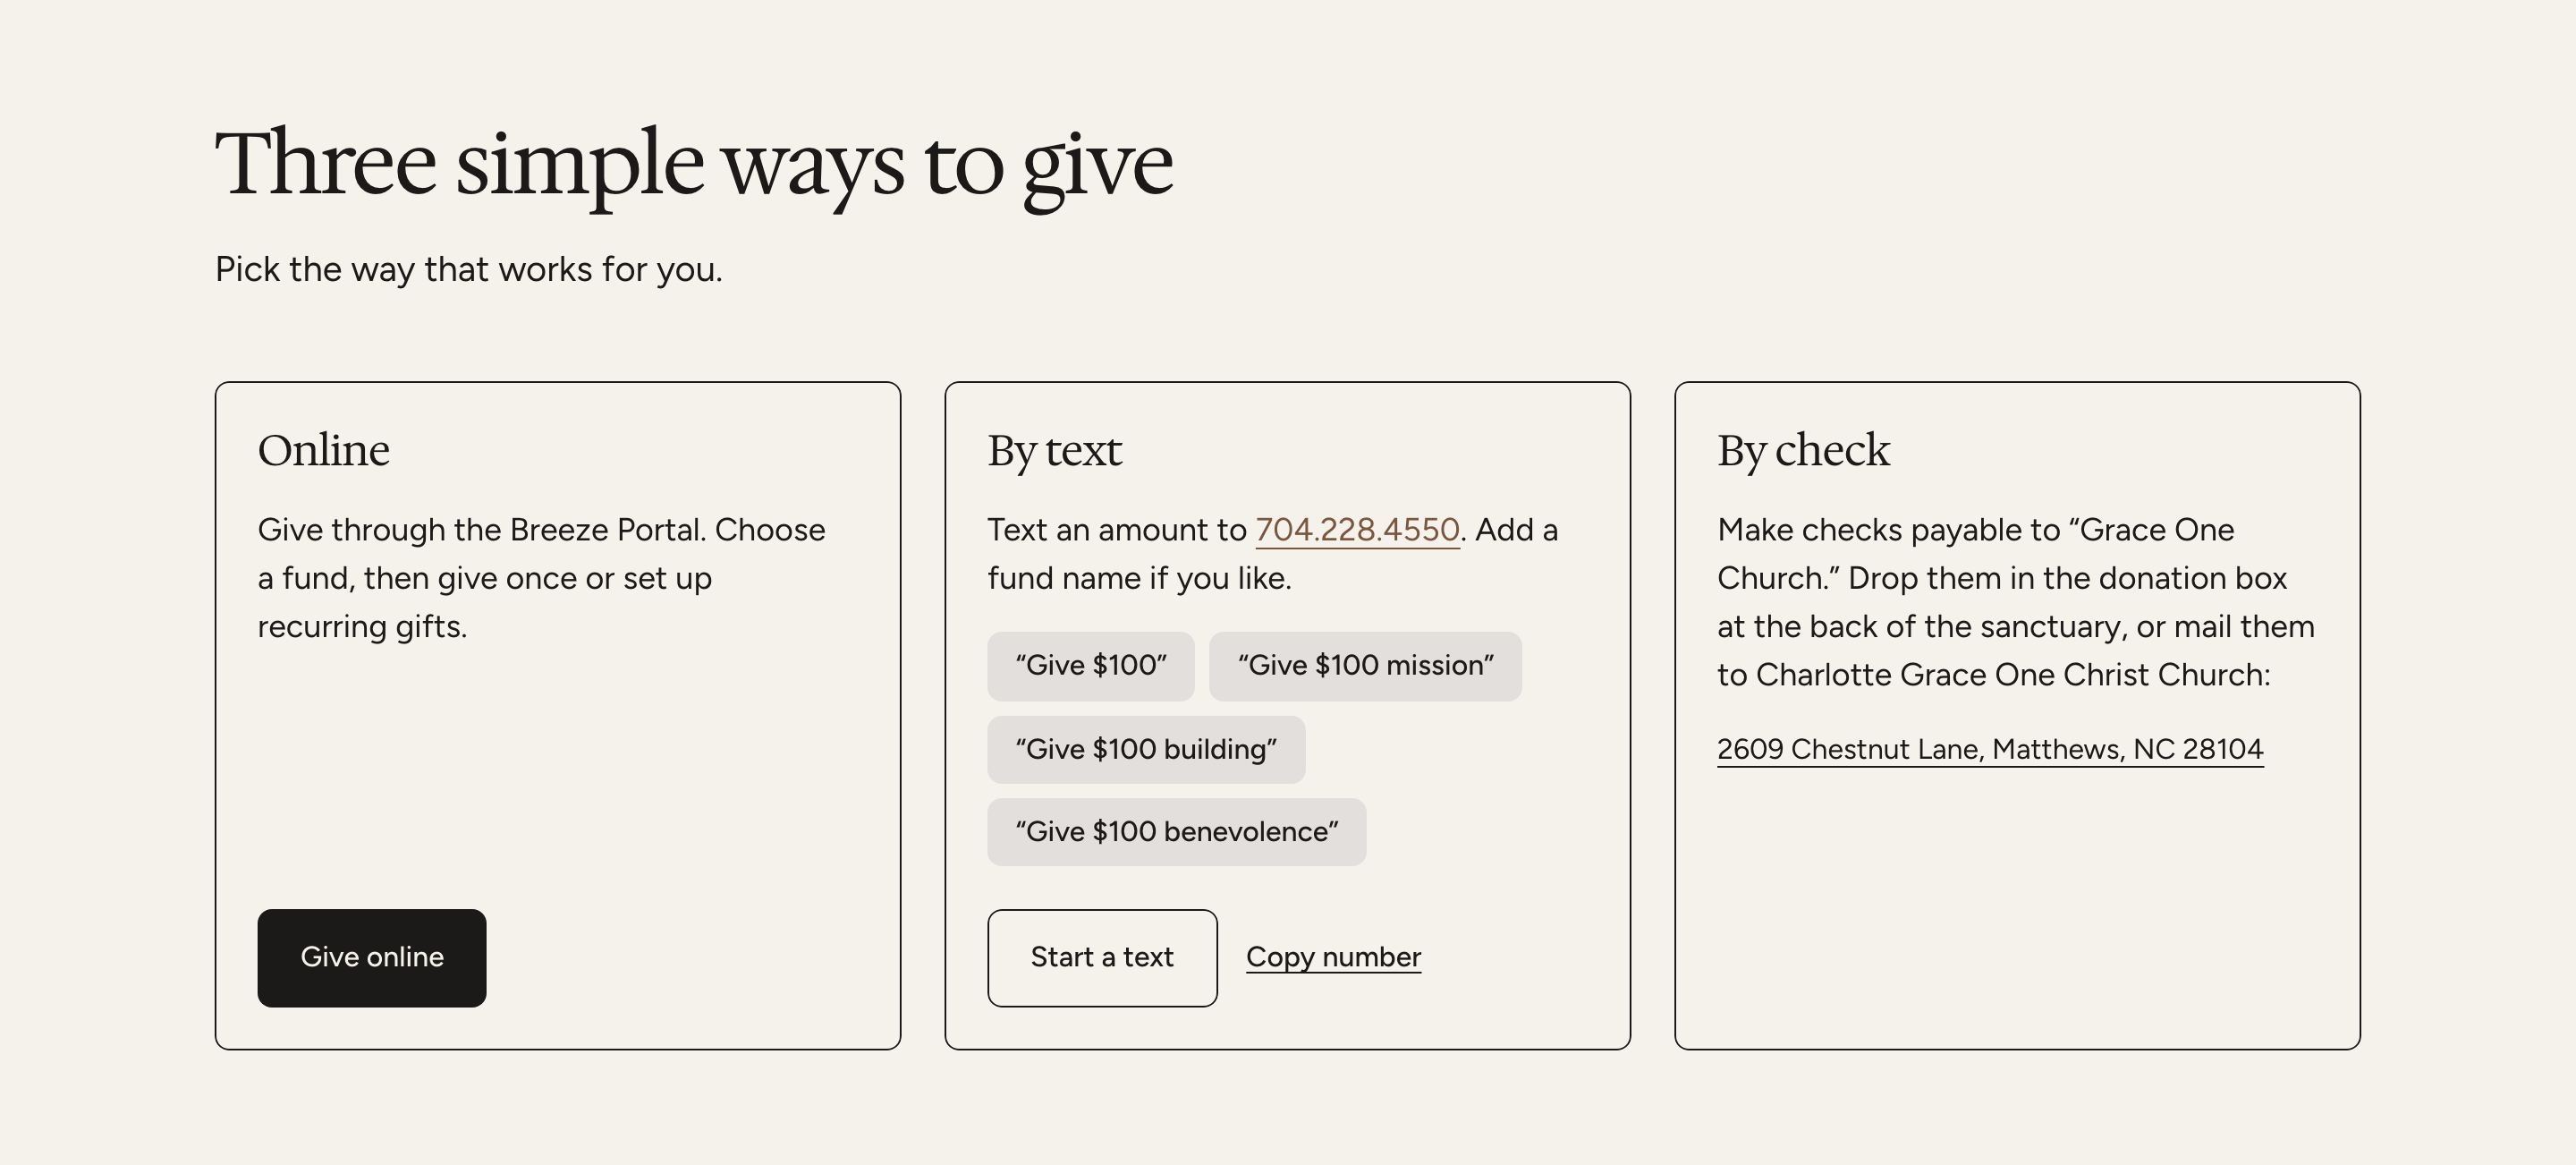 Three simple ways to give
Pick the way that works for you.
Online
Give through the Breeze Portal. Choose
a fund, then give once or set up
recurring gifts.
Give online
By text
Text an amount to 704.228.4550. Add a
fund name if you like.
“Give $100”
“Give $100 mission”
“Give $100 building”
“Give $100 benevolence”
Start a text
Copy number
By check
Make checks payable to “Grace One
Church.” Drop them in the donation box
at the back of the sanctuary, or mail them
to Charlotte Grace One Christ Church:
2609 Chestnut Lane, Matthews, NC 28104